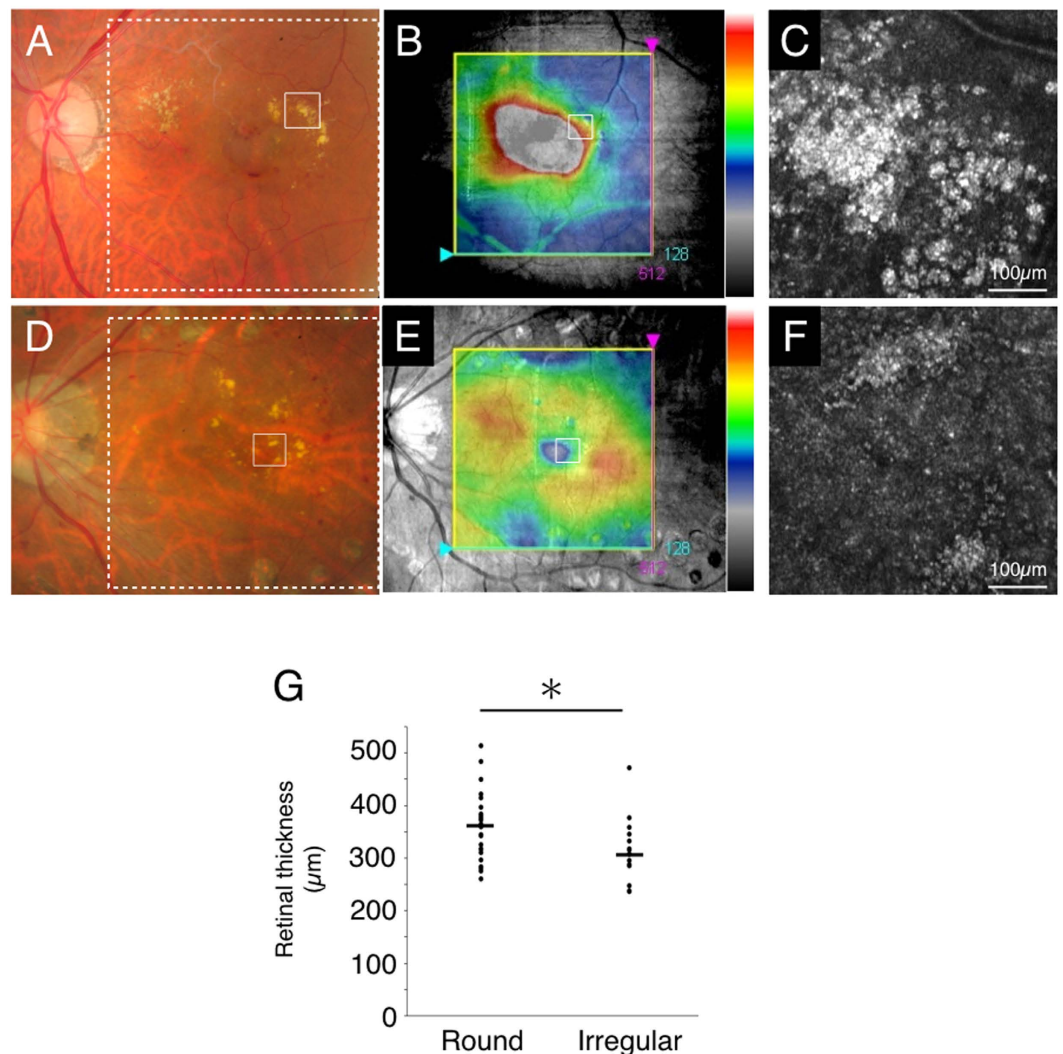 A
B
C
128
512
100µm
D
E
F
128
512
100µm
G
*
500
400
300
200
100
0
Retinal thickness
(µm)
Round
Irregular